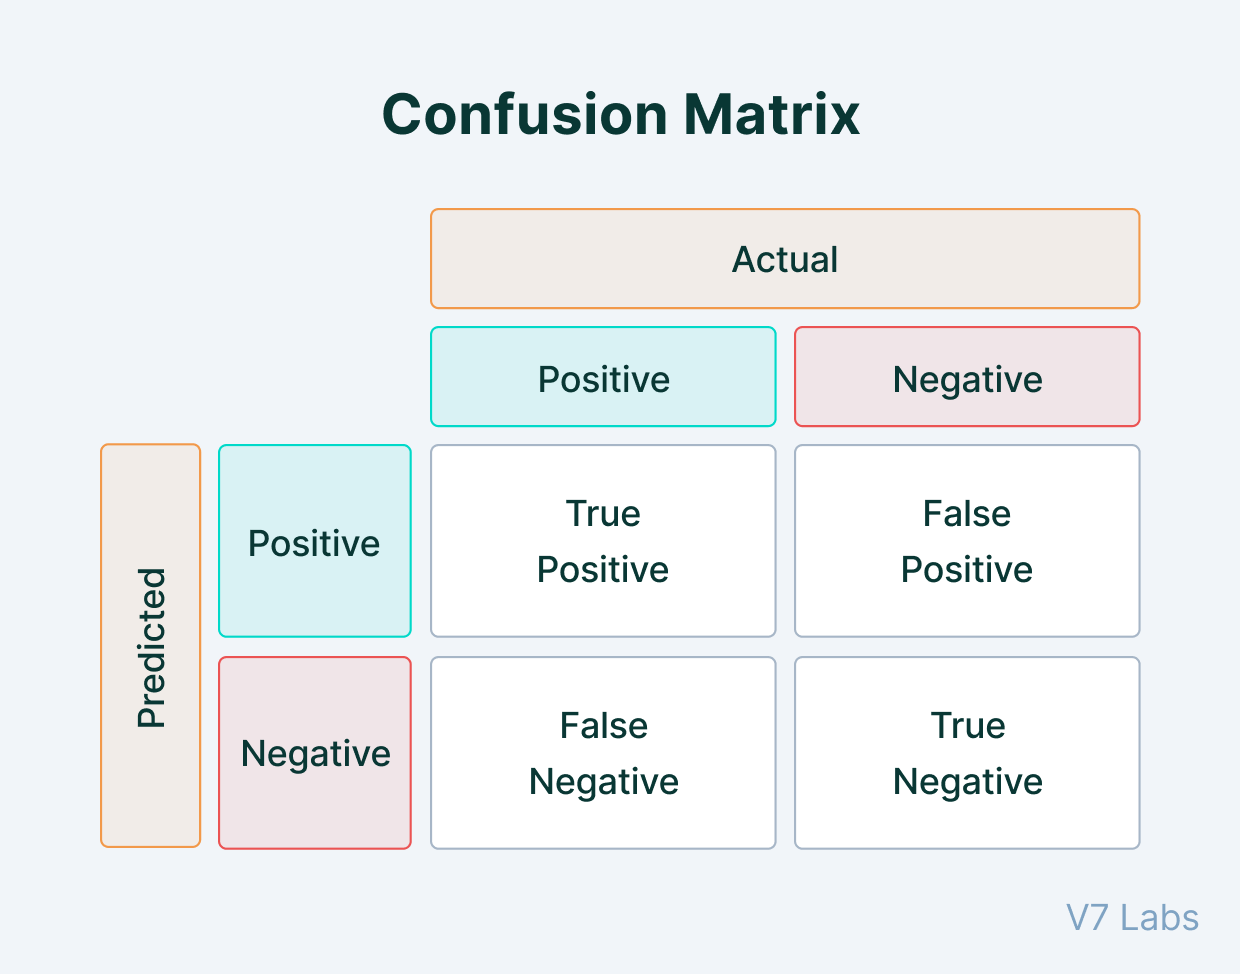 Confusion Matrix
Actual
Positive
Negative
Predicted
Positive
True
Positive
False
Positive
Negative
False
Negative
True
Negative
V7 Labs